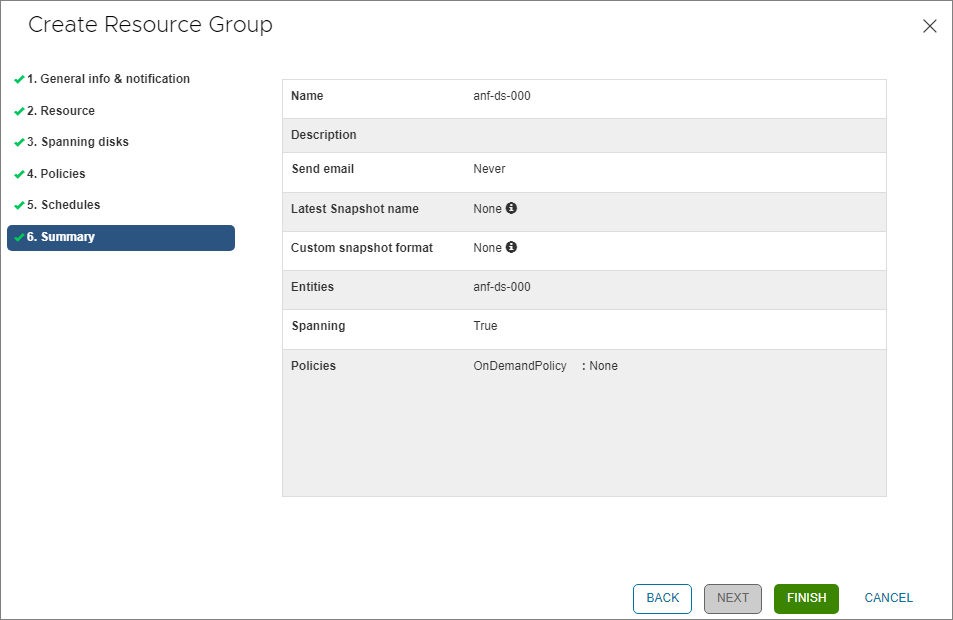 Create Resource Group
1. General info & notification
2. Resource
3. Spanning disks
4. Policies
5. Schedules
6. Summary
Name anf-ds-000
Description
Send email Never
Latest Snapshot name None
Custom snapshot format None
Entities anf-ds-000
Spanning True
Policies OnDemandPolicy : None
BACK NEXT FINISH CANCEL